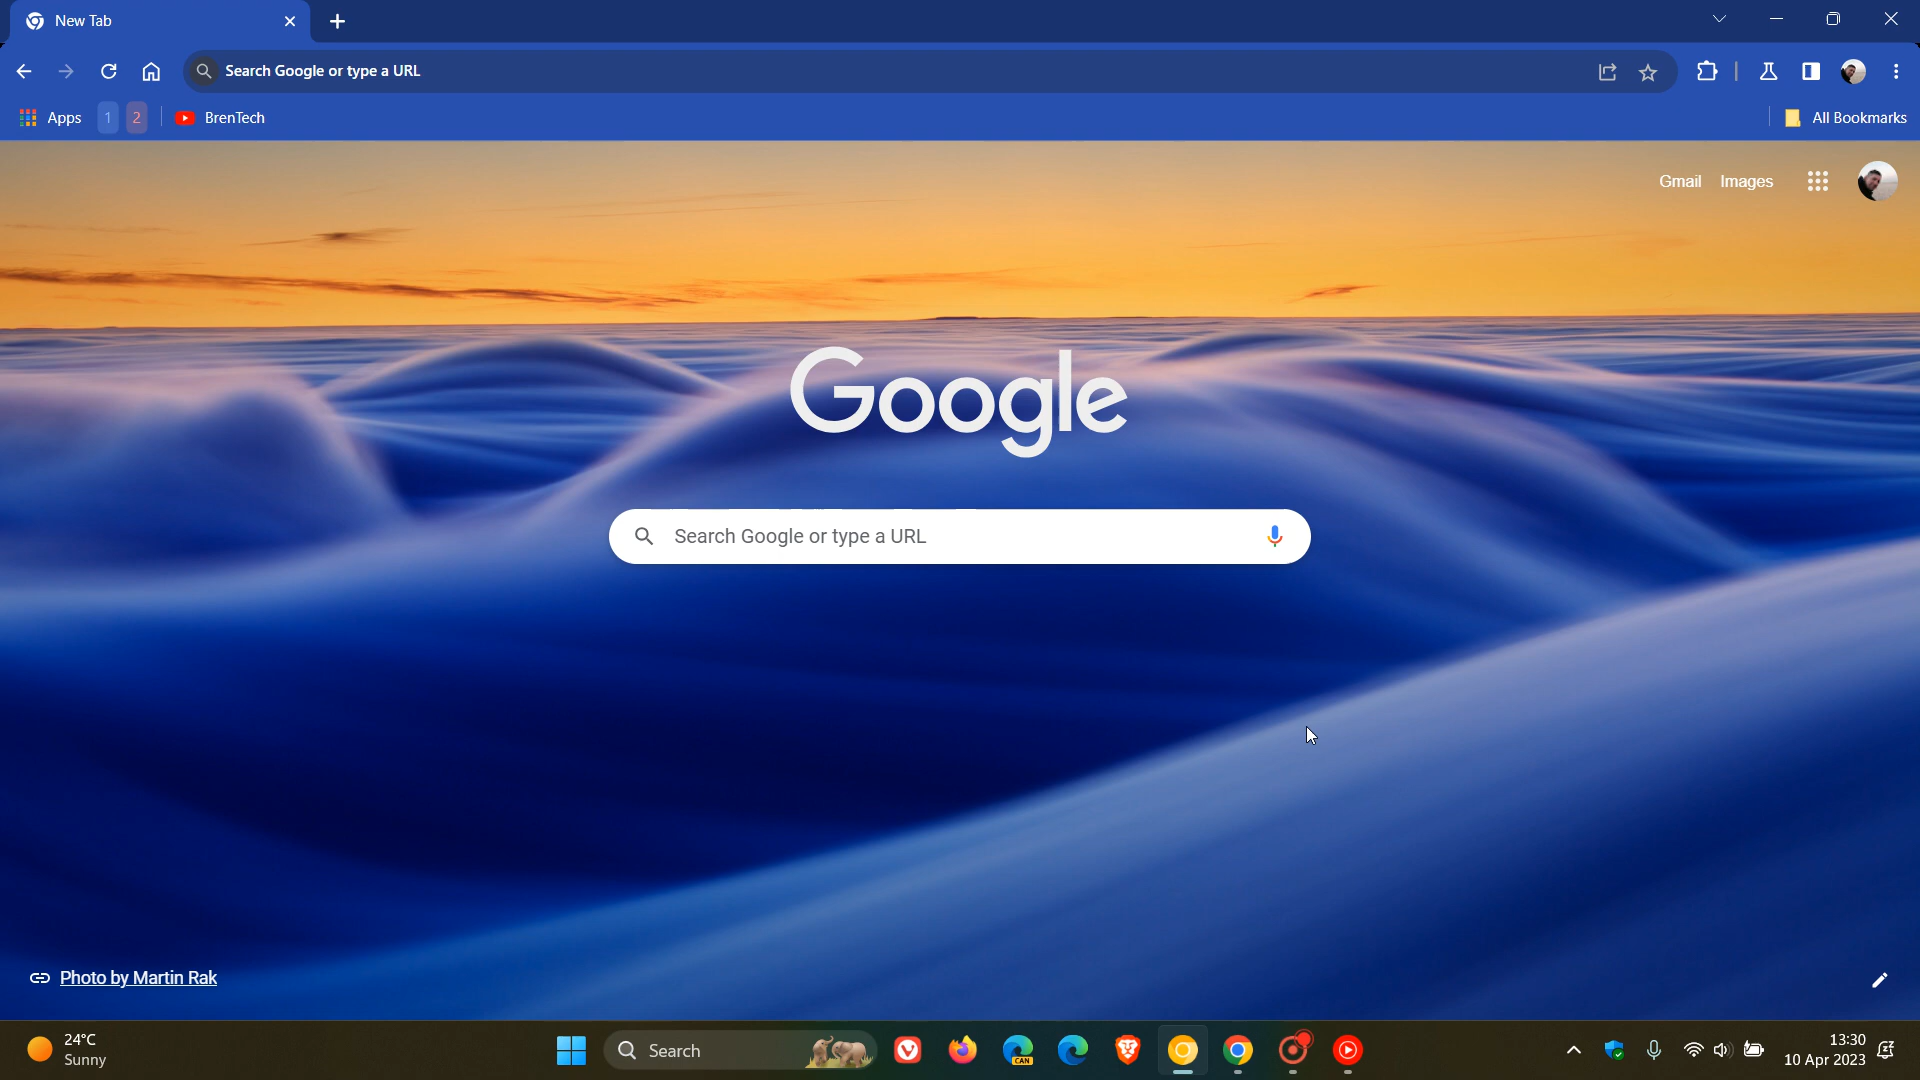 New Tab
Search Google or type a URL
Apps
1
2
BrenTech
All Bookmarks
Gmail
Images
Google
Search Google or type a URL
Photo by Martin Rak
24°C
Sunny
Search
CAN
13:30
10 Apr 2023